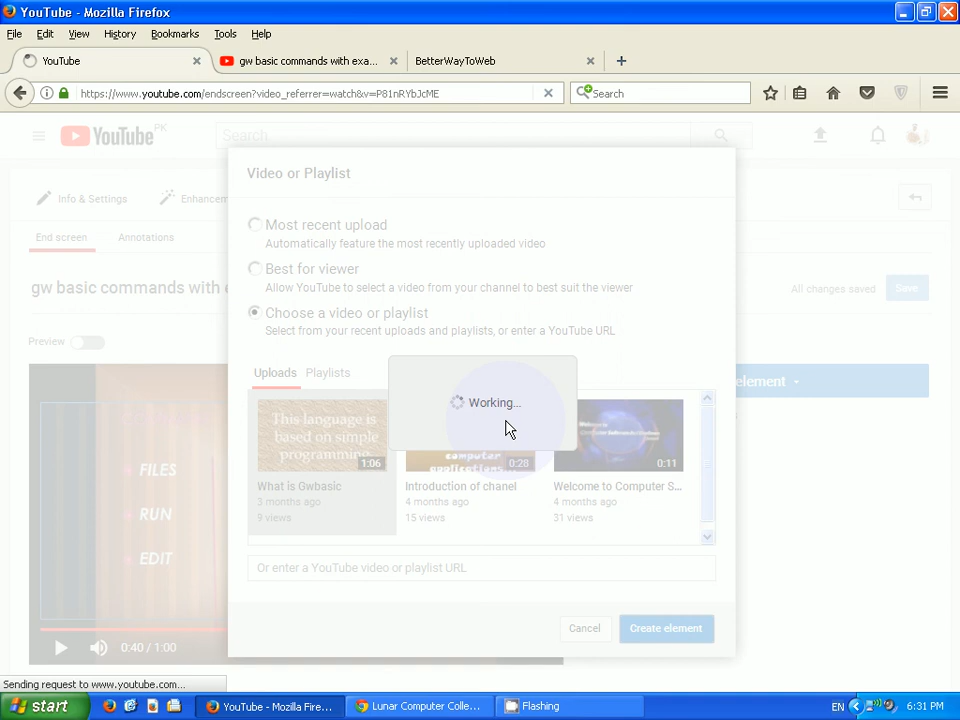 YouTube - Mozilla Firefox
File Edit View History Bookmarks Tools Help
YouTube
gw basic commands with exa...
BetterWayToWeb
https://www.youtube.com/endscreen?video_referrer=watch&v=P81nRYbJcME
Search
YouTube PK
Search
Video or Playlist
Info & Settings
Enhancem
Most recent upload
Automatically feature the most recently uploaded video
End screen
Annotations
Best for viewer
Allow YouTube to select a video from your channel to best suit the viewer
gw basic commands with e
All changes saved
Save
Choose a video or playlist
Select from your recent uploads and playlists, or enter a YouTube URL
Preview
Uploads
Playlists
Working...
element
This language is
based on simple
programming
1:06
computer
applications...
0:28
Welcome to
0:11
FILES
RUN
EDIT
What is Gwbasic
3 months ago
9 views
Introduction of chanel
4 months ago
15 views
Welcome to Computer S...
4 months ago
31 views
Or enter a YouTube video or playlist URL
Cancel
Create element
0:40 / 1:00
Sending request to www.youtube.com...
start
YouTube - Mozilla Fire...
Lunar Computer Colle...
Flashing
EN
6:31 PM